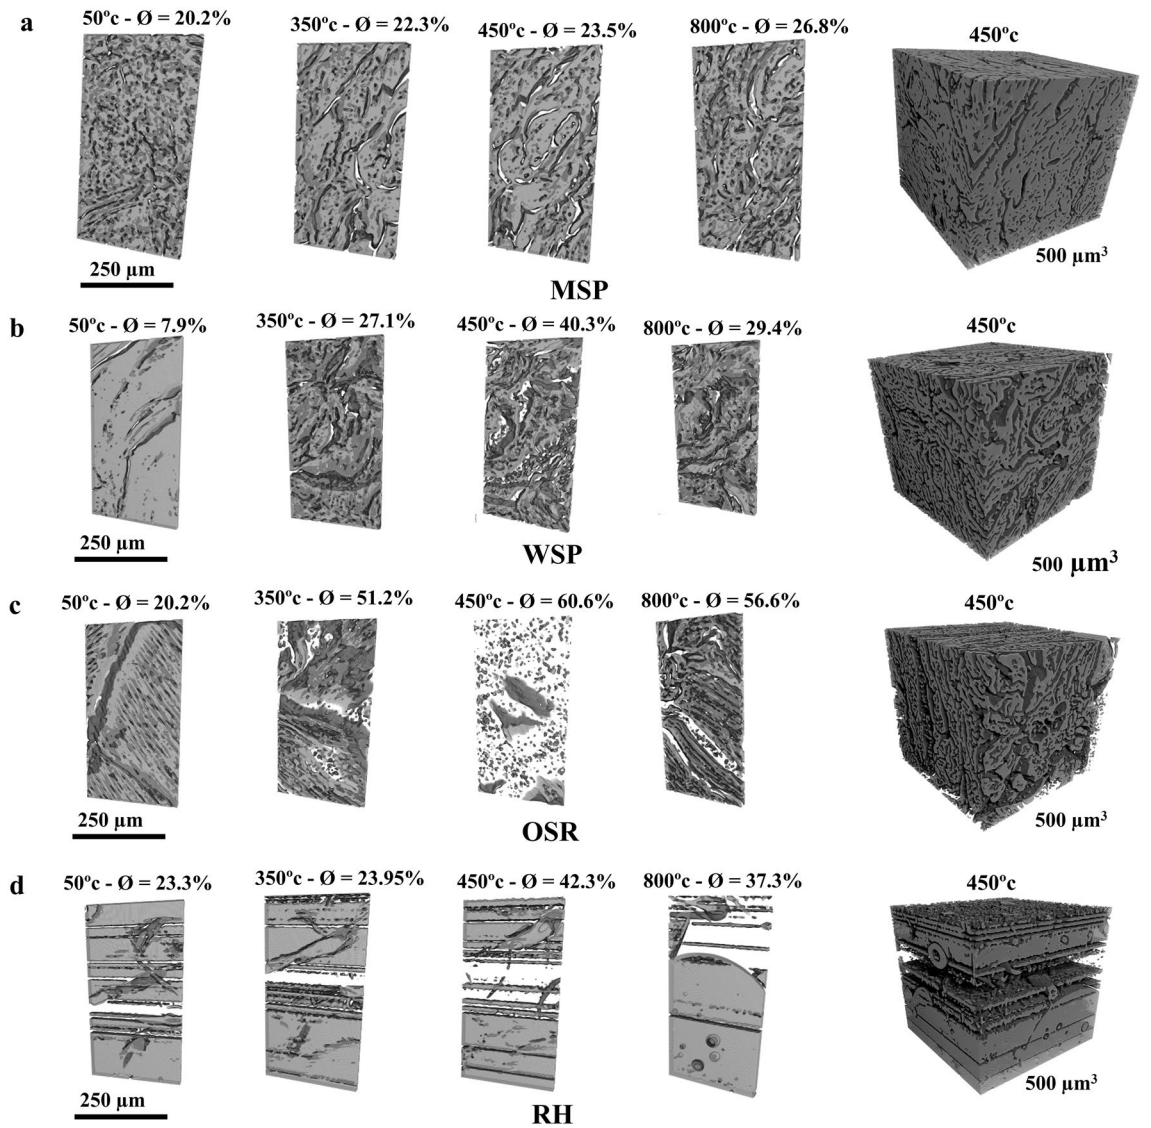 a
50ºc - Ø = 20.2%
350ºc - Ø = 22.3%
450ºc - Ø = 23.5%
800ºc - Ø = 26.8%
450ºc
250 µm
500 µm³
MSP
b
50ºc - Ø = 7.9%
350ºc - Ø = 27.1%
450ºc - Ø = 40.3%
800ºc - Ø = 29.4%
450ºc
250 µm
500 µm³
WSP
c
50ºc - Ø = 20.2%
350ºc - Ø = 51.2%
450ºc - Ø = 60.6%
800ºc - Ø = 56.6%
450ºc
250 µm
500 µm³
OSR
d
50ºc - Ø = 23.3%
350ºc - Ø = 23.95%
450ºc - Ø = 42.3%
800ºc - Ø = 37.3%
450ºc
250 µm
500 µm³
RH